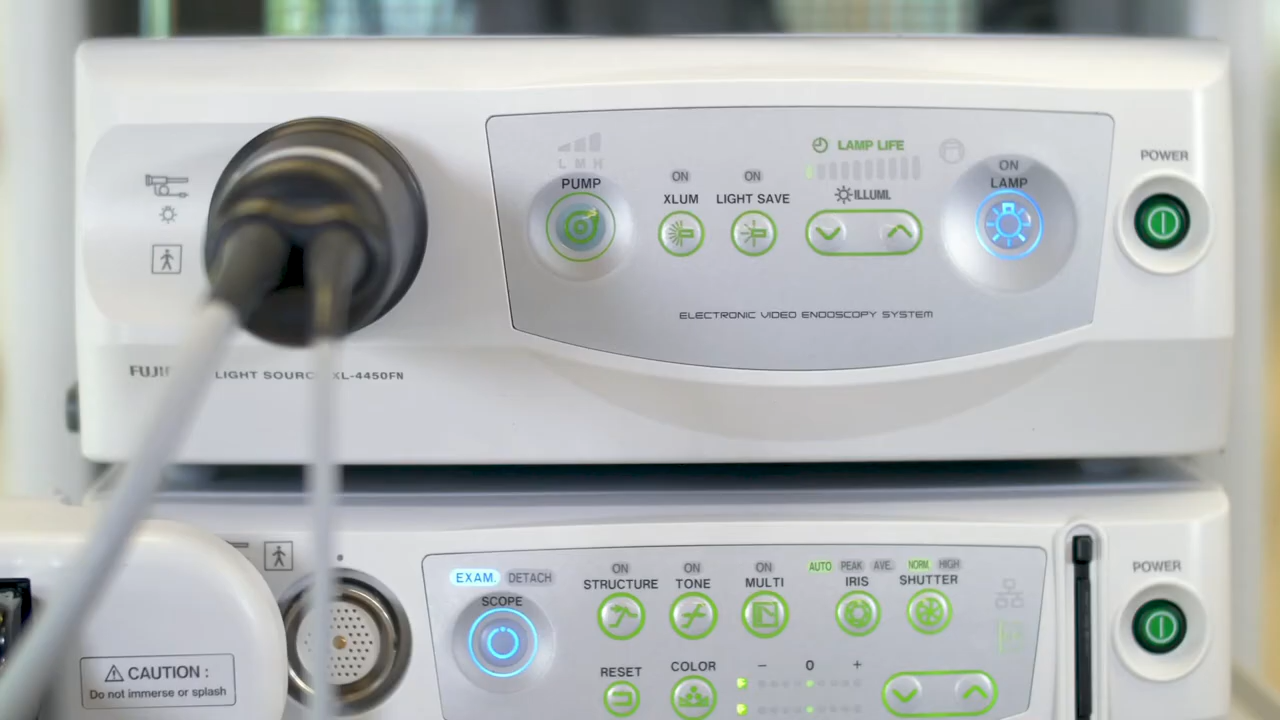 L M H
PUMP
ON
XLUM
ON
LIGHT SAVE
LAMP LIFE
ILLUMI.
ON
LAMP
POWER
ELECTRONIC VIDEO ENDOSCOPY SYSTEM
LIGHT SOURC XL-4450FN
EXAM. DETACH
SCOPE
ON
STRUCTURE
ON
TONE
ON
MULTI
AUTO PEAK AVE.
IRIS
NORM. HIGH
SHUTTER
POWER
RESET
COLOR
− 0 +
CAUTION :
Do not immerse or splash